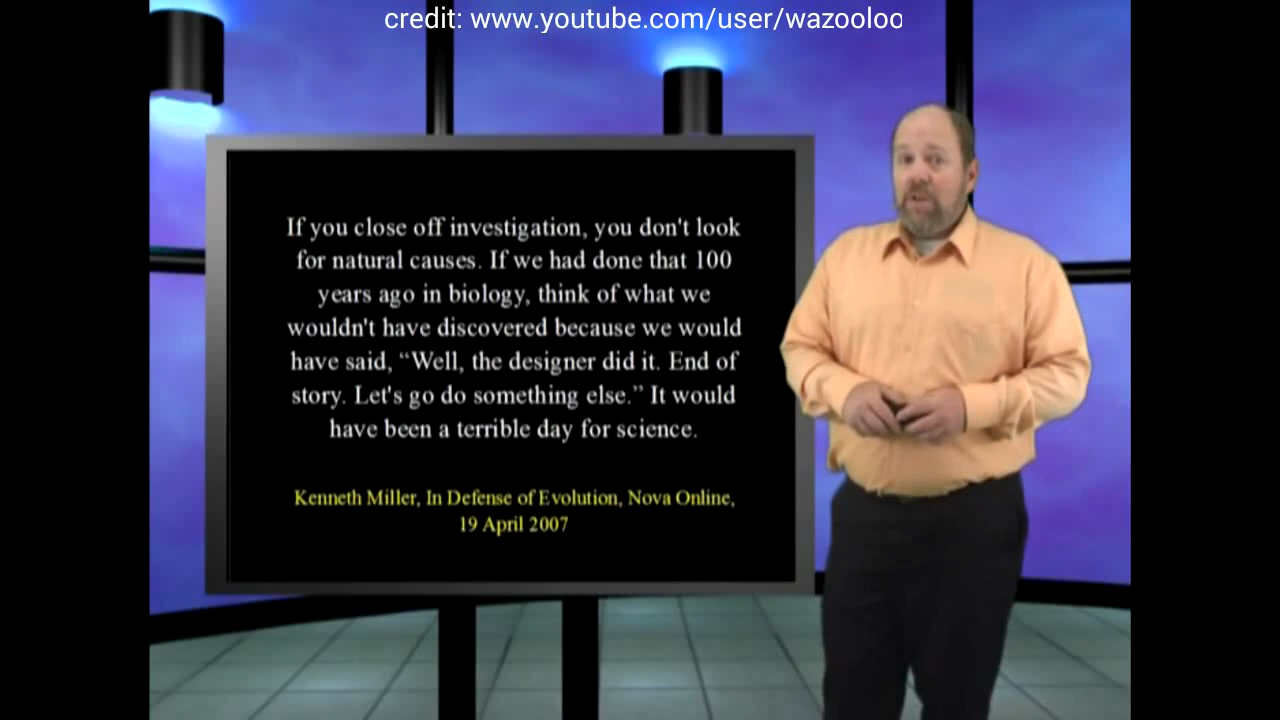 credit: www.youtube.com/user/wazooloo
If you close off investigation, you don't look
for natural causes. If we had done that 100
years ago in biology, think of what we
wouldn't have discovered because we would
have said, “Well, the designer did it. End of
story. Let's go do something else.” It would
have been a terrible day for science.
Kenneth Miller, In Defense of Evolution, Nova Online,
19 April 2007